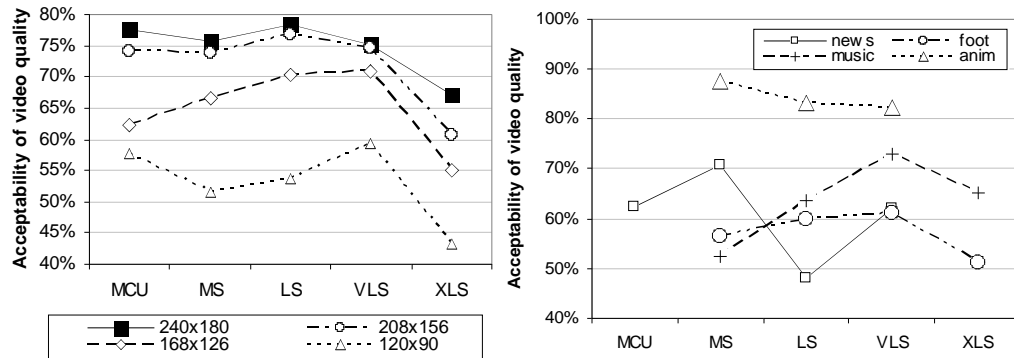 Acceptability of video quality
80%
75%
70%
65%
60%
55%
50%
45%
40%
MCU MS LS VLS XLS
240x180 208x156
168x126 120x90
Acceptability of video quality
100%
90%
80%
70%
60%
50%
40%
MCU MS LS VLS XLS
news foot
music anim